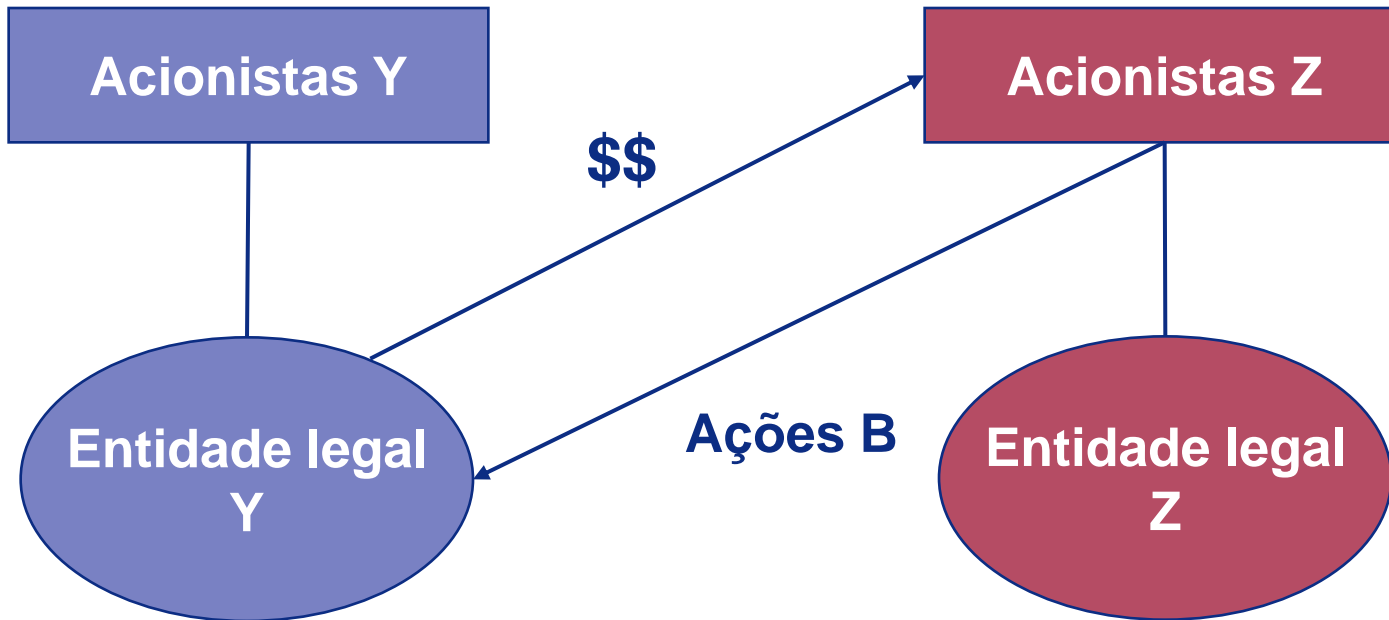 Acionistas Y
Acionistas Z
$$
Ações B
Entidade legal
Y
Entidade legal
Z